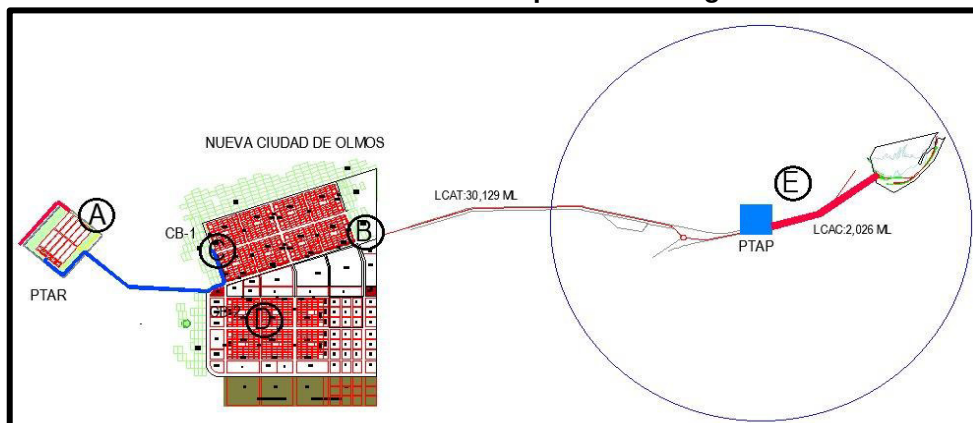 NUEVA CIUDAD DE OLMOS
LCAT:30,129 ML
E
A
CB-1
B
C
LCAC:2,026 ML
PTAP
PTAR
D